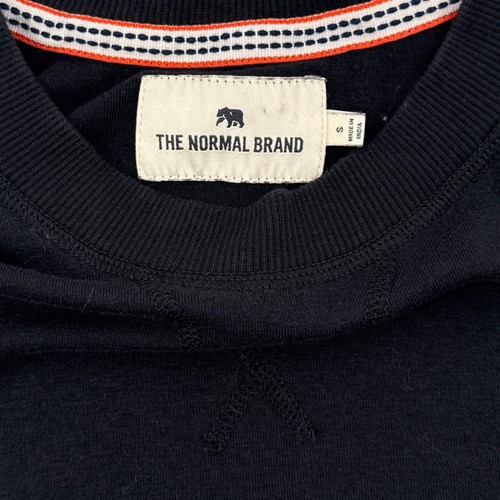 THE NORMAL BRAND
S
MADE IN
INDIA